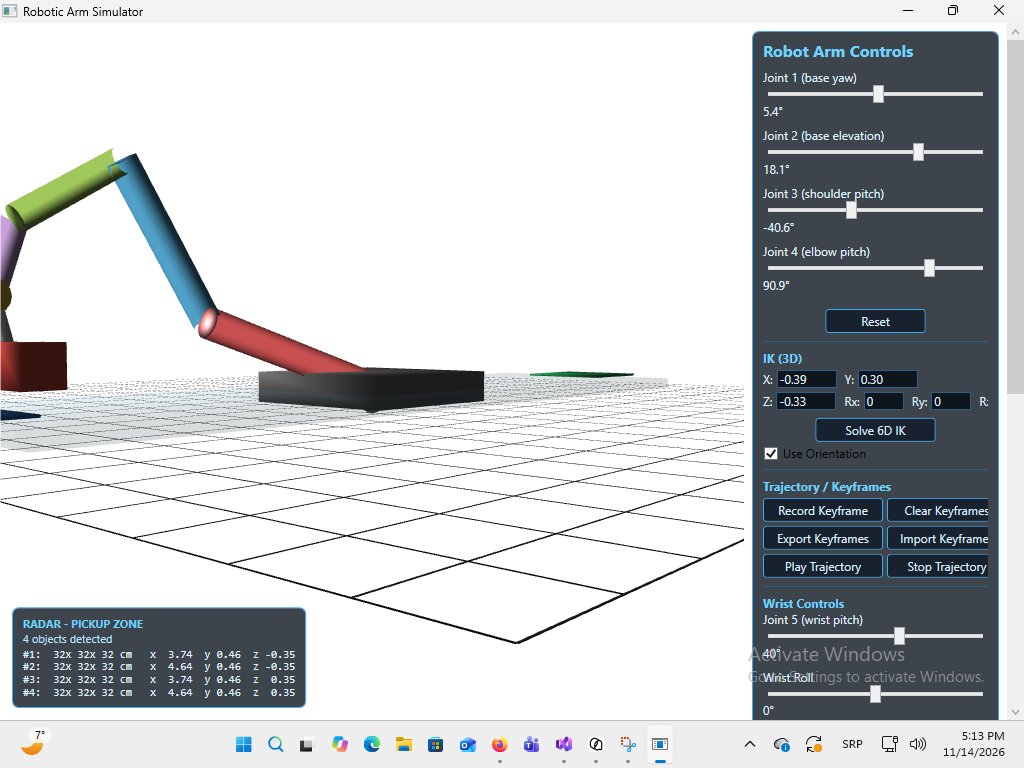 Robotic Arm Simulator
Robot Arm Controls
Joint 1 (base yaw)
5.4°
Joint 2 (base elevation)
18.1°
Joint 3 (shoulder pitch)
-40.6°
Joint 4 (elbow pitch)
90.9°
Reset
IK (3D)
X: -0.39 Y: 0.30
Z: -0.33 Rx: 0 Ry: 0 R:
Solve 6D IK
Use Orientation
Trajectory / Keyframes
Record Keyframe Clear Keyframes
Export Keyframes Import Keyframe
Play Trajectory Stop Trajectory
Wrist Controls
Joint 5 (wrist pitch)
40°
Activate Windows
Wrist Roll
Go to Settings to activate Windows.
0°
RADAR - PICKUP ZONE
4 objects detected
#1: 32x 32x 32 cm x 3.74 y 0.46 z -0.35
#2: 32x 32x 32 cm x 4.64 y 0.46 z -0.35
#3: 32x 32x 32 cm x 3.74 y 0.46 z 0.35
#4: 32x 32x 32 cm x 4.64 y 0.46 z 0.35
7°
SRP
5:13 PM
11/14/2026